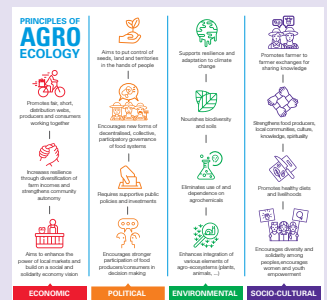 PRINCIPLES OF
AGRO
ECOLOGY
Promotes fair, short,
distribution webs,
producers and consumers
working together
Increases resilience
through diversification of
farm incomes and
strengthens community
autonomy
Aims to enhance the
power of local markets and
build on a social and
solidarity economy vision
ECONOMIC
Aims to put control of
seeds, land and territories
in the hands of people
Encourages new forms of
decentralised, collective,
participatory governance
of food systems
Requires supportive public
policies and investments
Encourages stronger
participation of food
producers/consumers in
decision making
POLITICAL
Supports resilience and
adaptation to climate
change
Nourishes biodiversity
and soils
Eliminates use of and
dependence on
agrochemicals
Enhances integration of
various elements of
agro-ecosystems (plants,
animals, ...)
ENVIRONMENTAL
Promotes farmer to
farmer exchanges for
sharing knowledge
Strengthens food producers,
local communities, culture,
knowledge, spirituality
Promotes healthy diets
and livelihoods
Encourages diversity and
solidarity among
peoples,encourages
women and youth
empowerment
SOCIO-CULTURAL